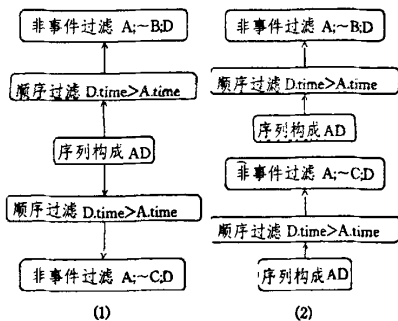 非事件过滤 A;~B;D
顺序过滤 D.time>A.time
序列构成 AD
顺序过滤 D.time>A.time
非事件过滤 A;~C;D
(1)
非事件过滤 A;~B;D
顺序过滤 D.time>A.time
序列构成 AD
非事件过滤 A;~C;D
顺序过滤 D.time>A.time
序列构成 AD
(2)